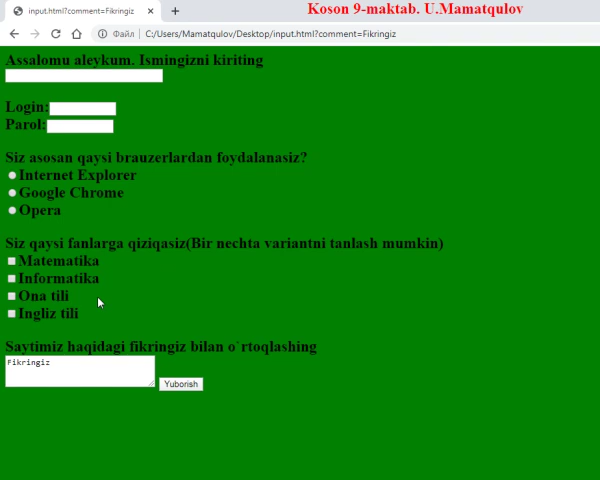 input.html?comment=Fikringiz
Koson 9-maktab. U.Mamatqulov
Файл C:/Users/Mamatqulov/Desktop/input.html?comment=Fikringiz
Assalomu aleykum. Ismingizni kiriting
Login:
Parol:
Siz asosan qaysi brauzerlardan foydalanasiz?
Internet Explorer
Google Chrome
Opera
Siz qaysi fanlarga qiziqasiz(Bir nechta variantni tanlash mumkin)
Matematika
Informatika
Ona tili
Ingliz tili
Saytimiz haqidagi fikringiz bilan o`rtoqlashing
Fikringiz
Yuborish